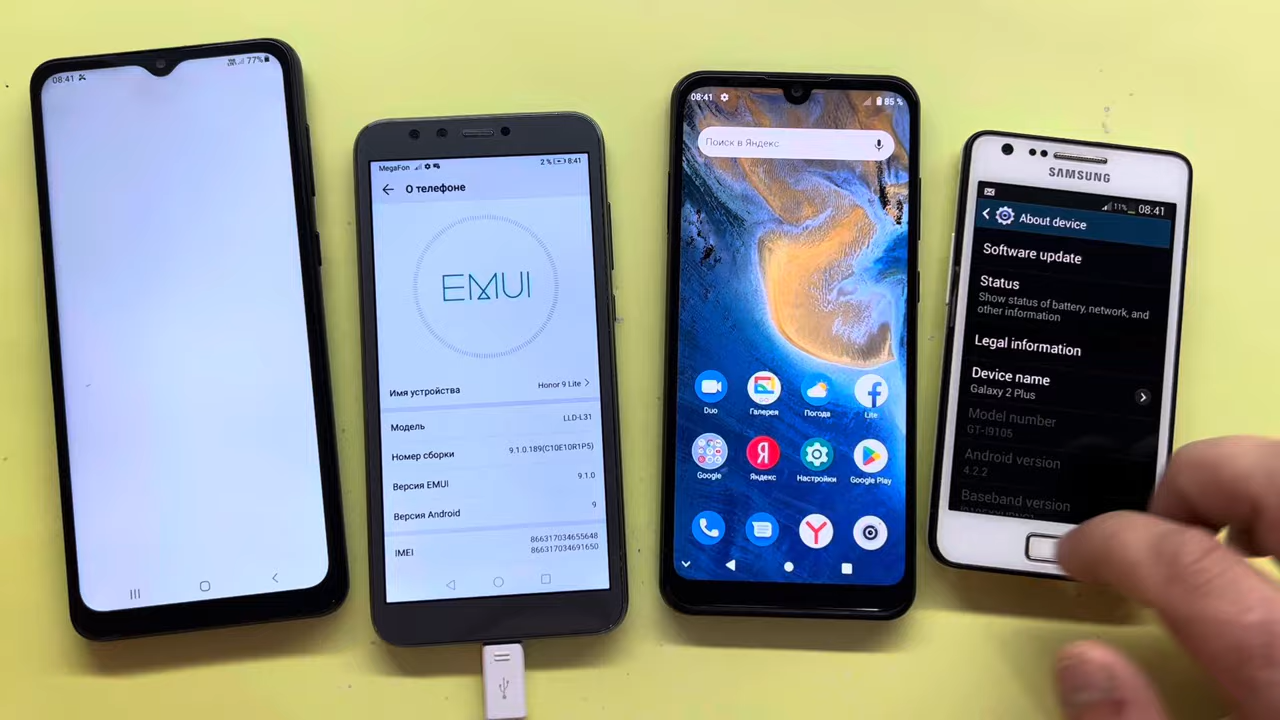 08:41
77%
MegaFon
2%
8:41
О телефоне
EMUI
Имя устройства
Honor 9 Lite
Модель
LLD-L31
Номер сборки
9.1.0.189(C10E10R1P5)
Версия EMUI
9.1.0
Версия Android
9
IMEI
866317034655648
866317034691650
08:41
85 %
Поиск в Яндекс
Duo
Галерея
Погода
Lite
Google
Яндекс
Настройки
Google Play
SAMSUNG
11%
08:41
About device
Software update
Status
Show status of battery, network, and
other information
Legal information
Device name
Galaxy 2 Plus
Model number
GT-I9105
Android version
4.2.2
Baseband version